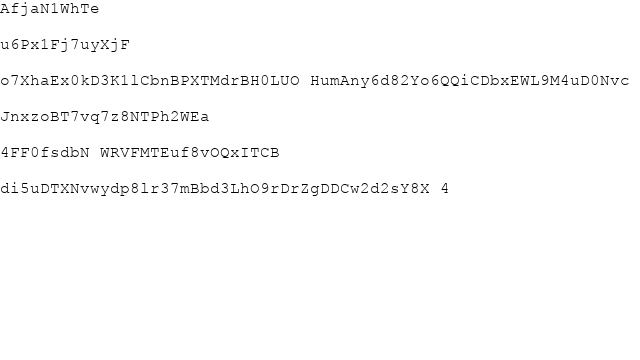 AfjaN1WhTe
u6Px1Fj7uyXjF
o7XhaEx0kD3K1lCbnBPXTMdrBH0LUO HumAny6d82Yo6QQiCDbxEWL9M4uD0Nvc
JnxzoBT7vq7z8NTPh2WEa
4FF0fsdbN WRVFMTEuf8vOQxITCB
di5uDTXNvwydp8lr37mBbd3LhO9rDrZgDDCw2d2sY8X 4